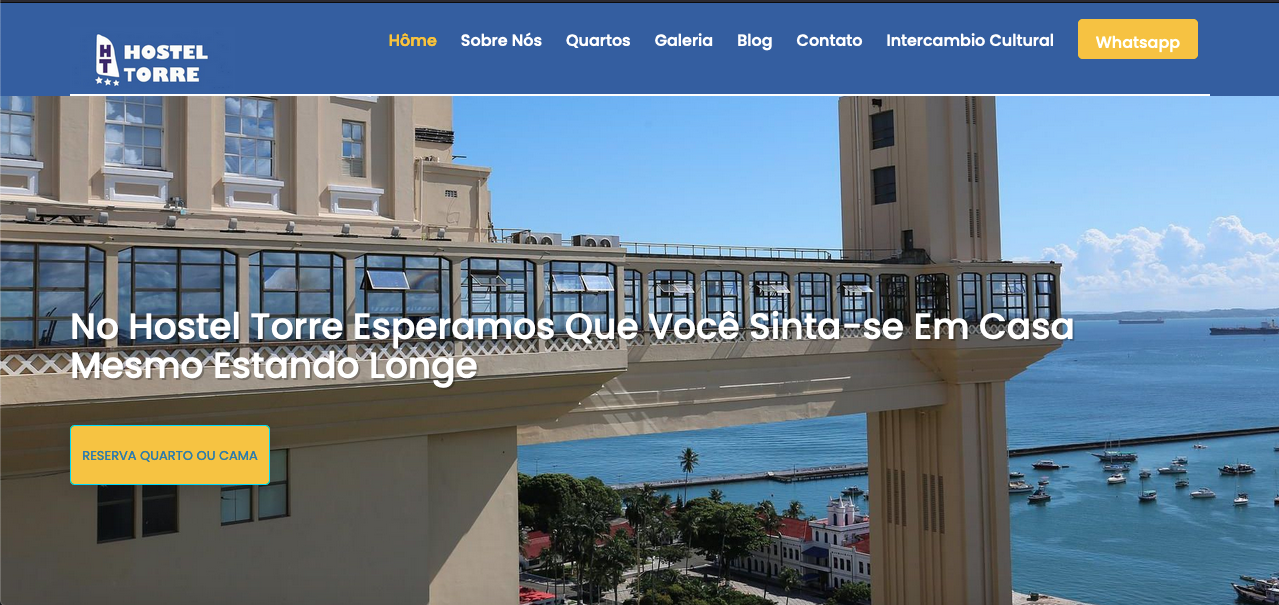 HT HOSTEL
TORRE
Hôme Sobre Nós Quartos Galeria Blog Contato Intercambio Cultural Whatsapp
No Hostel Torre Esperamos Que Você Sinta-se Em Casa
Mesmo Estando Longe
RESERVA QUARTO OU CAMA